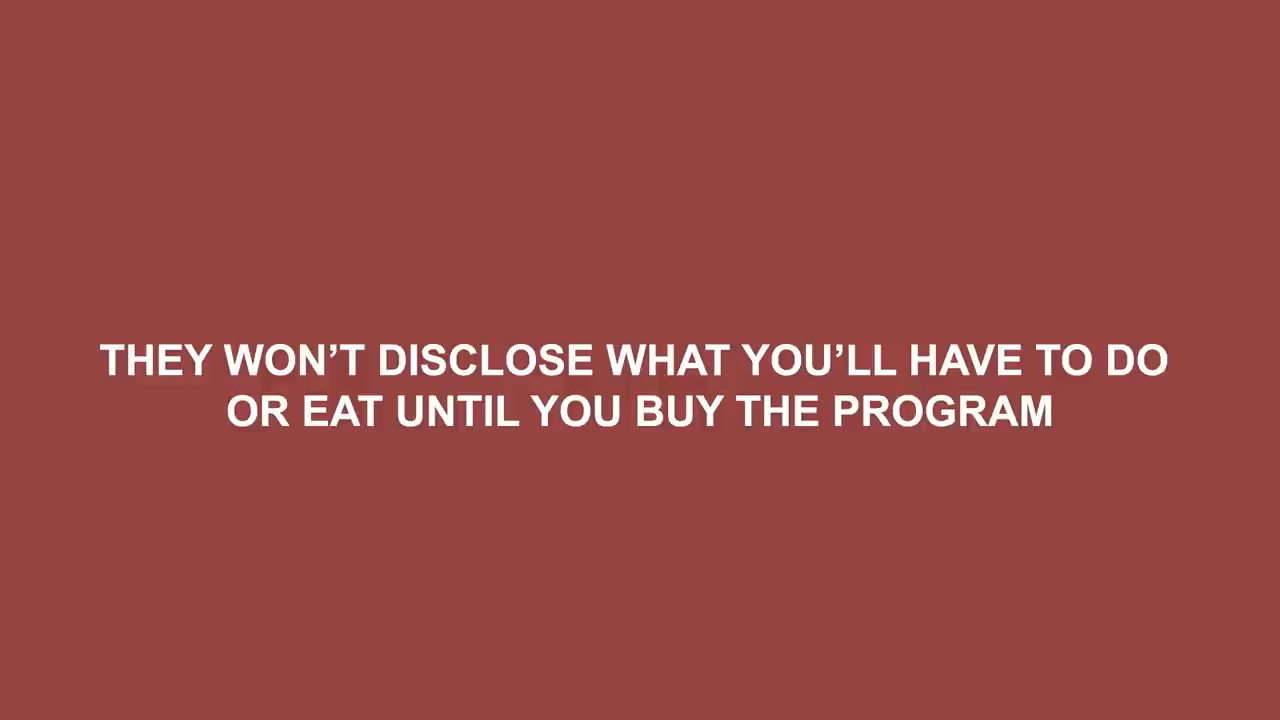 THEY WON’T DISCLOSE WHAT YOU’LL HAVE TO DO
OR EAT UNTIL YOU BUY THE PROGRAM